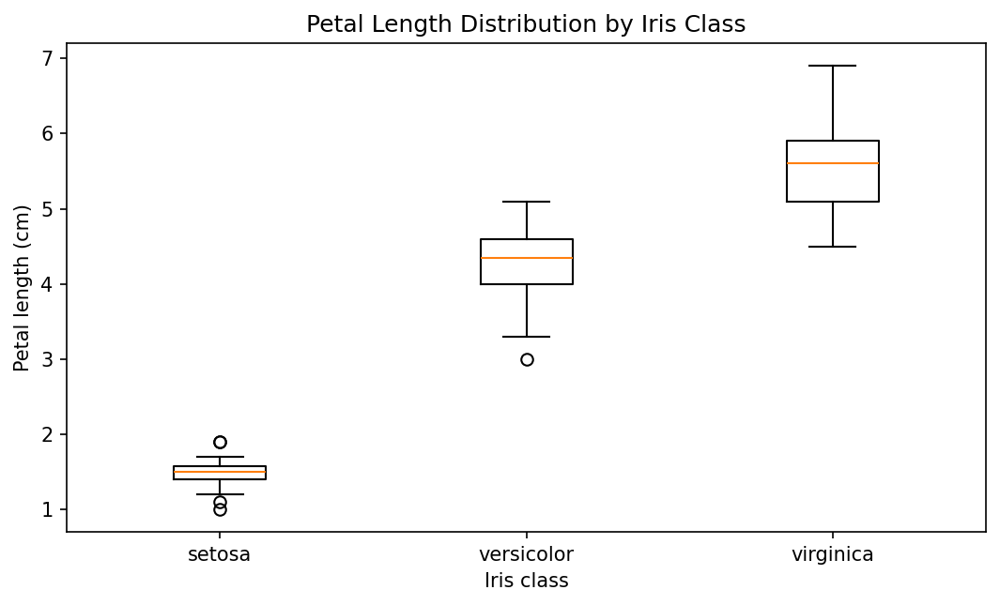 Petal Length Distribution by Iris Class
Petal length (cm)
7
6
5
4
3
2
1
setosa versicolor virginica
Iris class